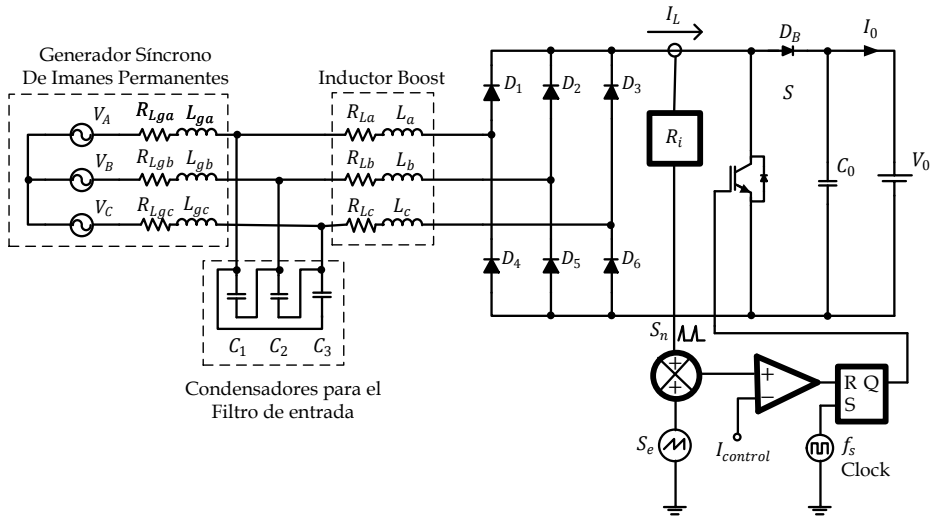 Generador Síncrono
De Imanes Permanentes
Inductor Boost
I_L
D_B
I_0
V_A
R_Lga
L_ga
R_La
L_a
D_1
D_2
D_3
S
V_B
R_Lgb
L_gb
R_Lb
L_b
R_i
C_0
V_0
V_C
R_Lgc
L_gc
R_Lc
L_c
D_4
D_5
D_6
C_1
C_2
C_3
Condensadores para el
Filtro de entrada
S_n
+
+
+
−
R Q
S
S_e
I_control
f_s
Clock